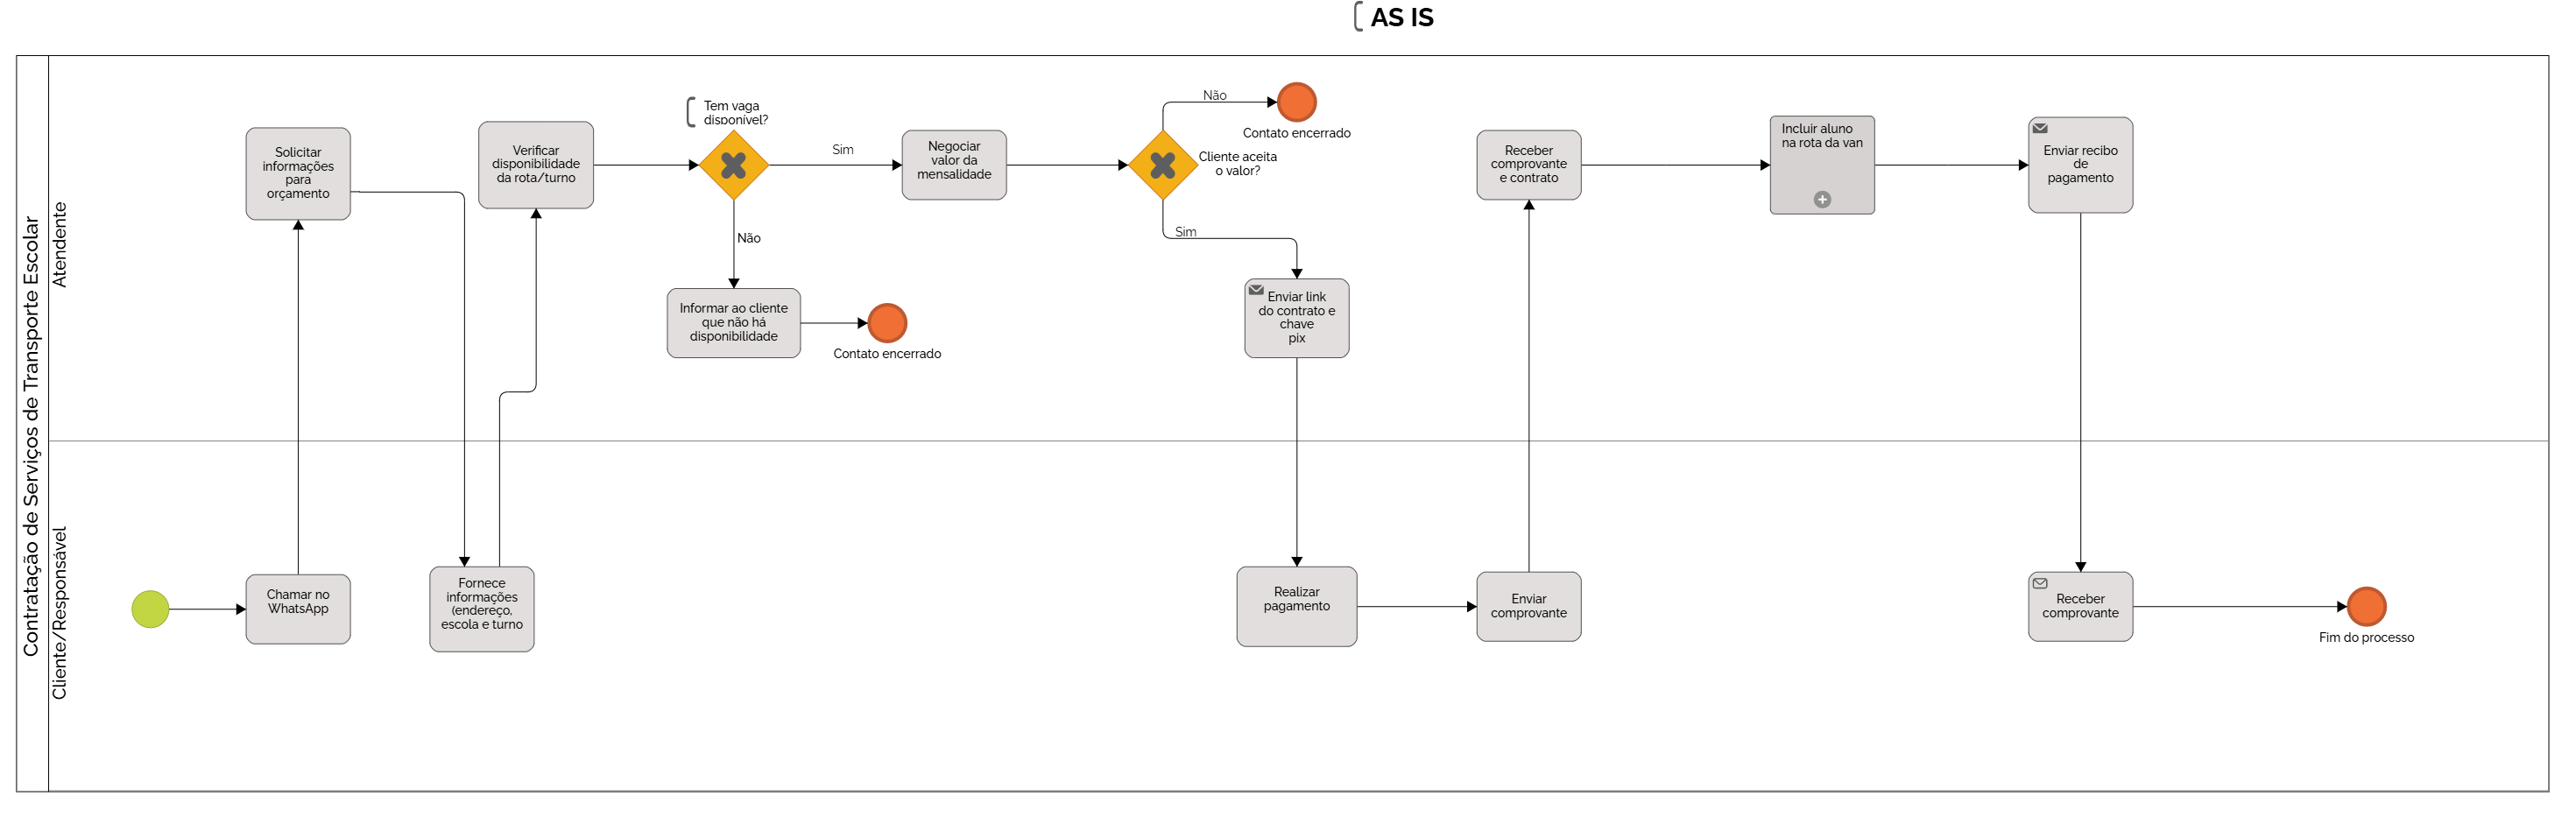 AS IS
Contratação de Serviços de Transporte Escolar
Atendente
Cliente/Responsável
Solicitar
informações
para
orçamento
Verificar
disponibilidade
da rota/turno
Tem vaga
disponível?
Sim
Não
Informar ao cliente
que não há
disponibilidade
Contato encerrado
Negociar
valor da
mensalidade
Cliente aceita
o valor?
Não
Contato encerrado
Sim
Enviar link
do contrato e
chave
pix
Receber
comprovante
e contrato
Incluir aluno
na rota da van
Enviar recibo
de
pagamento
Chamar no
WhatsApp
Fornece
informações
(endereço,
escola e turno
Realizar
pagamento
Enviar
comprovante
Receber
comprovante
Fim do processo